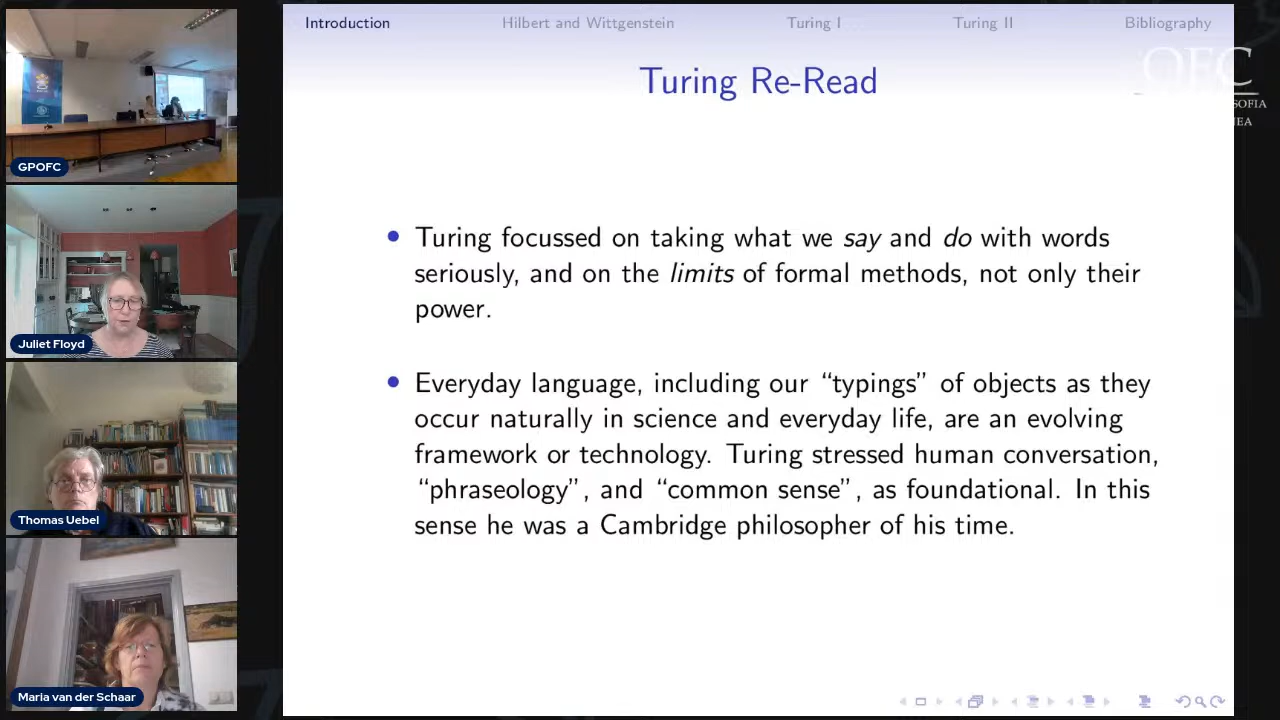 Introduction
Hilbert and Wittgenstein
Turing I
Turing II
Bibliography
Turing Re-Read
OFC
SOFIA
NEA
• Turing focussed on taking what we say and do with words
seriously, and on the limits of formal methods, not only their
power.
• Everyday language, including our “typings” of objects as they
occur naturally in science and everyday life, are an evolving
framework or technology. Turing stressed human conversation,
“phraseology”, and “common sense”, as foundational. In this
sense he was a Cambridge philosopher of his time.
GPOFC
Juliet Floyd
Thomas Uebel
Maria van der Schaar